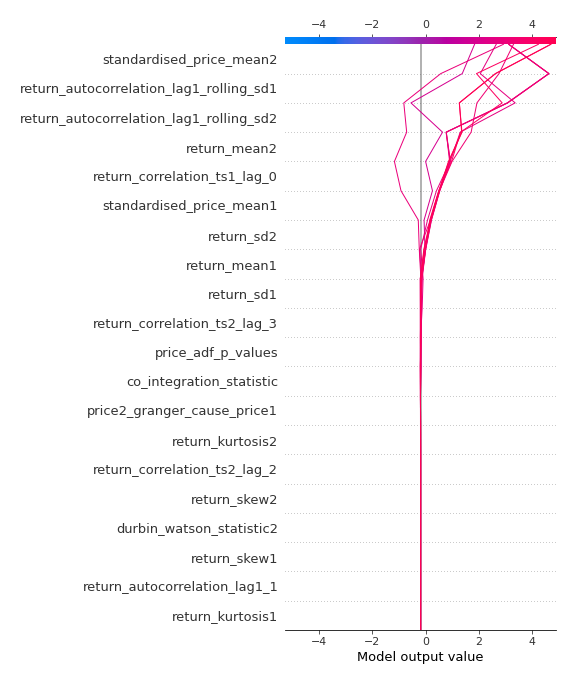 −4 −2 0 2 4
standardised_price_mean2
return_autocorrelation_lag1_rolling_sd1
return_autocorrelation_lag1_rolling_sd2
return_mean2
return_correlation_ts1_lag_0
standardised_price_mean1
return_sd2
return_mean1
return_sd1
return_correlation_ts2_lag_3
price_adf_p_values
co_integration_statistic
price2_granger_cause_price1
return_kurtosis2
return_correlation_ts2_lag_2
return_skew2
durbin_watson_statistic2
return_skew1
return_autocorrelation_lag1_1
return_kurtosis1
−4 −2 0 2 4
Model output value